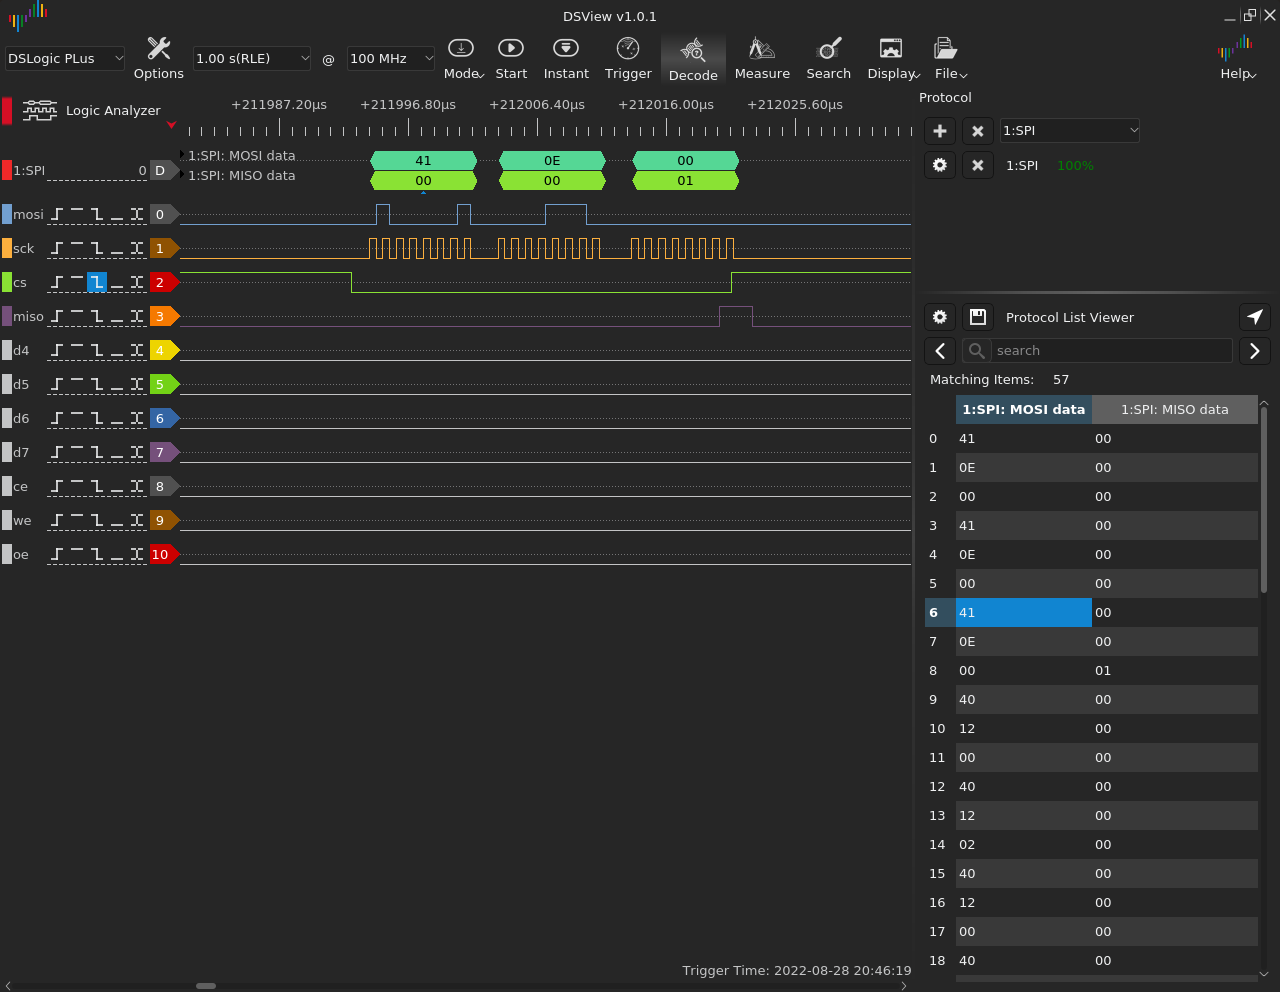 DSView v1.0.1
DSLogic PLus
Options
1.00 s(RLE)
@
100 MHz
Mode
Start
Instant
Trigger
Decode
Measure
Search
Display
File
Help
Logic Analyzer
+211987.20µs
+211996.80µs
+212006.40µs
+212016.00µs
+212025.60µs
1:SPI 0 D
1:SPI: MOSI data
41 0E 00
1:SPI: MISO data
00 00 01
mosi 0
sck 1
cs 2
miso 3
d4 4
d5 5
d6 6
d7 7
ce 8
we 9
oe 10
Trigger Time: 2022-08-28 20:46:19
Protocol
1:SPI
1:SPI 100%
Protocol List Viewer
search
Matching Items: 57
1:SPI: MOSI data 1:SPI: MISO data
0 41 00
1 0E 00
2 00 00
3 41 00
4 0E 00
5 00 00
6 41 00
7 0E 00
8 00 01
9 40 00
10 12 00
11 00 00
12 40 00
13 12 00
14 02 00
15 40 00
16 12 00
17 00 00
18 40 00